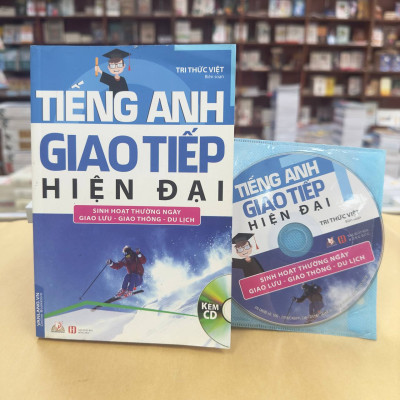 TRI THỨC VIỆT
Biên soạn
TIẾNG ANH
GIAO TIẾP
HIỆN ĐẠI
SINH HOẠT THƯỜNG NGÀY
GIAO LƯU - GIAO THÔNG - DU LỊCH
KÈM
CD
VANLANG.VN
TIẾNG ANH
GIAO TIẾP
HIỆN ĐẠI
TRI THỨC VIỆT
SINH HOẠT THƯỜNG NGÀY
GIAO LƯU - GIAO THÔNG - DU LỊCH